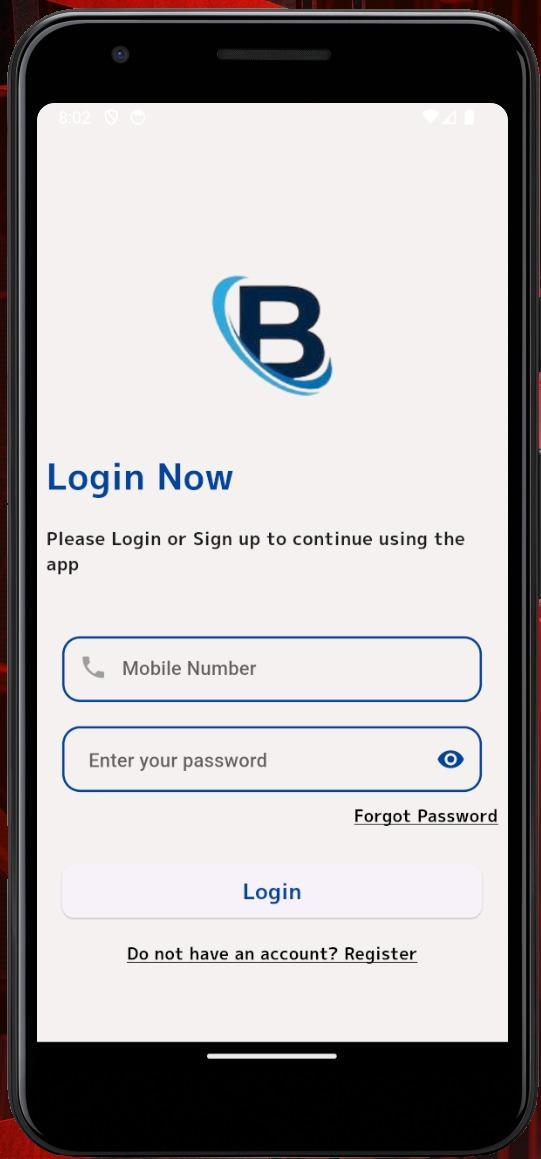 8:02
B
Login Now
Please Login or Sign up to continue using the
app
Mobile Number
Enter your password
Forgot Password
Login
Do not have an account? Register